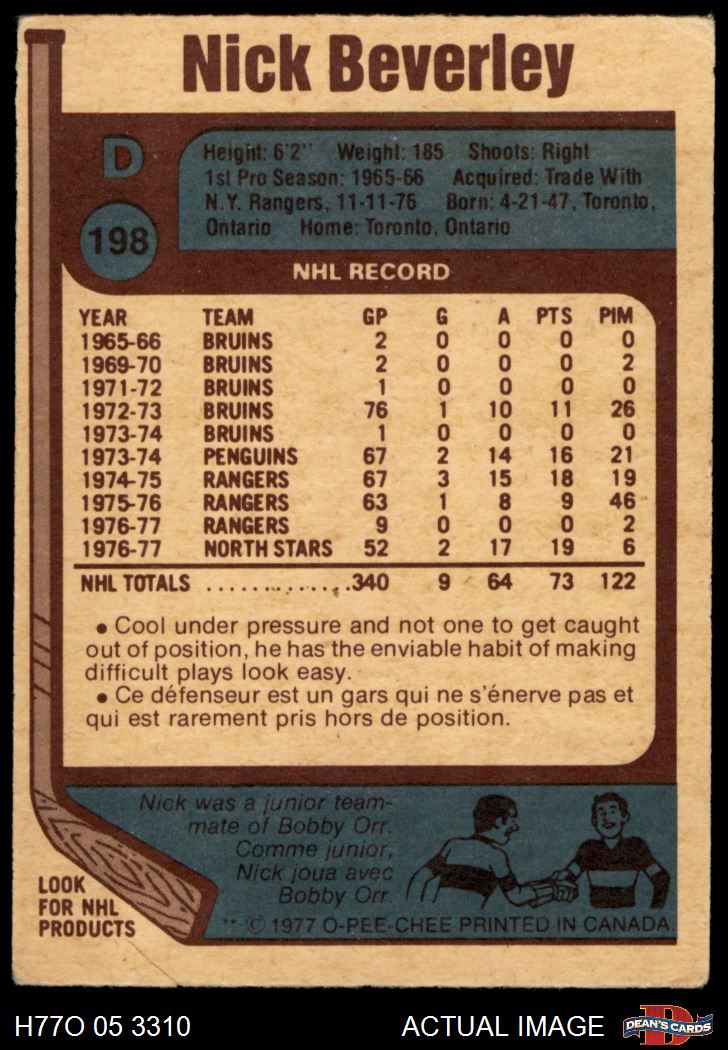 Nick Beverley
D
198
Height: 6'2" Weight: 185 Shoots: Right
1st Pro Season: 1965-66 Acquired: Trade With
N.Y. Rangers, 11-11-76 Born: 4-21-47, Toronto,
Ontario Home: Toronto, Ontario
NHL RECORD
YEAR TEAM GP G A PTS PIM
1965-66 BRUINS 2 0 0 0 0
1969-70 BRUINS 2 0 0 0 2
1971-72 BRUINS 1 0 0 0 0
1972-73 BRUINS 76 1 10 11 26
1973-74 BRUINS 1 0 0 0 0
1973-74 PENGUINS 67 2 14 16 21
1974-75 RANGERS 67 3 15 18 19
1975-76 RANGERS 63 1 8 9 46
1976-77 RANGERS 9 0 0 0 2
1976-77 NORTH STARS 52 2 17 19 6
NHL TOTALS ..............340 9 64 73 122
• Cool under pressure and not one to get caught
out of position, he has the enviable habit of making
difficult plays look easy.
• Ce défenseur est un gars qui ne s'énerve pas et
qui est rarement pris hors de position.
Nick was a junior team-
mate of Bobby Orr.
Comme junior,
Nick joua avec
Bobby Orr.
LOOK
FOR NHL
PRODUCTS
** © 1977 O-PEE-CHEE PRINTED IN CANADA
H77O 05 3310
ACTUAL IMAGE
D
DEAN'S CARDS